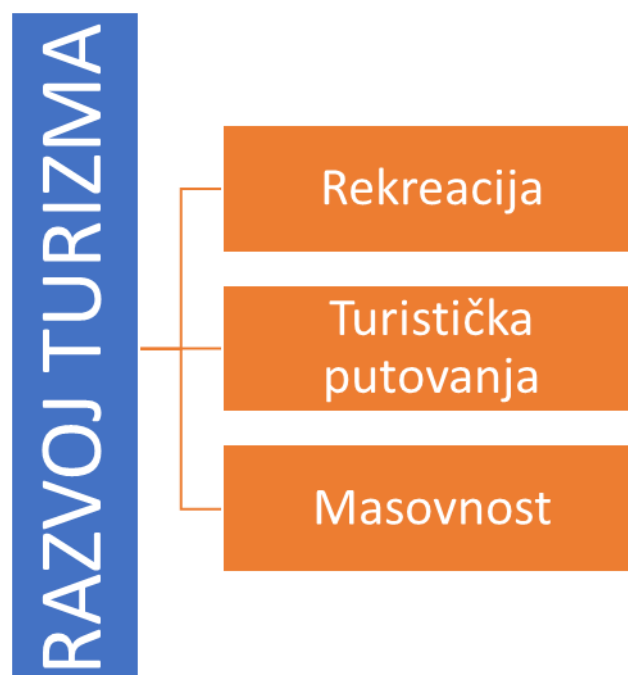 RAZVOJ TURIZMA
Rekreacija
Turistička
putovanja
Masovnost